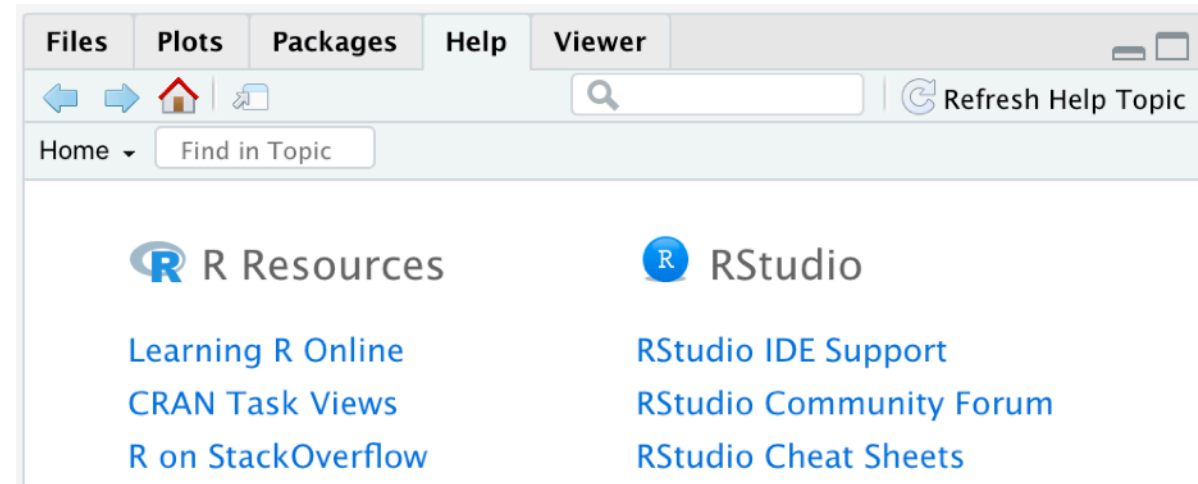 Files Plots Packages Help Viewer
Refresh Help Topic
Home Find in Topic
R R Resources R RStudio
Learning R Online RStudio IDE Support
CRAN Task Views RStudio Community Forum
R on StackOverflow RStudio Cheat Sheets